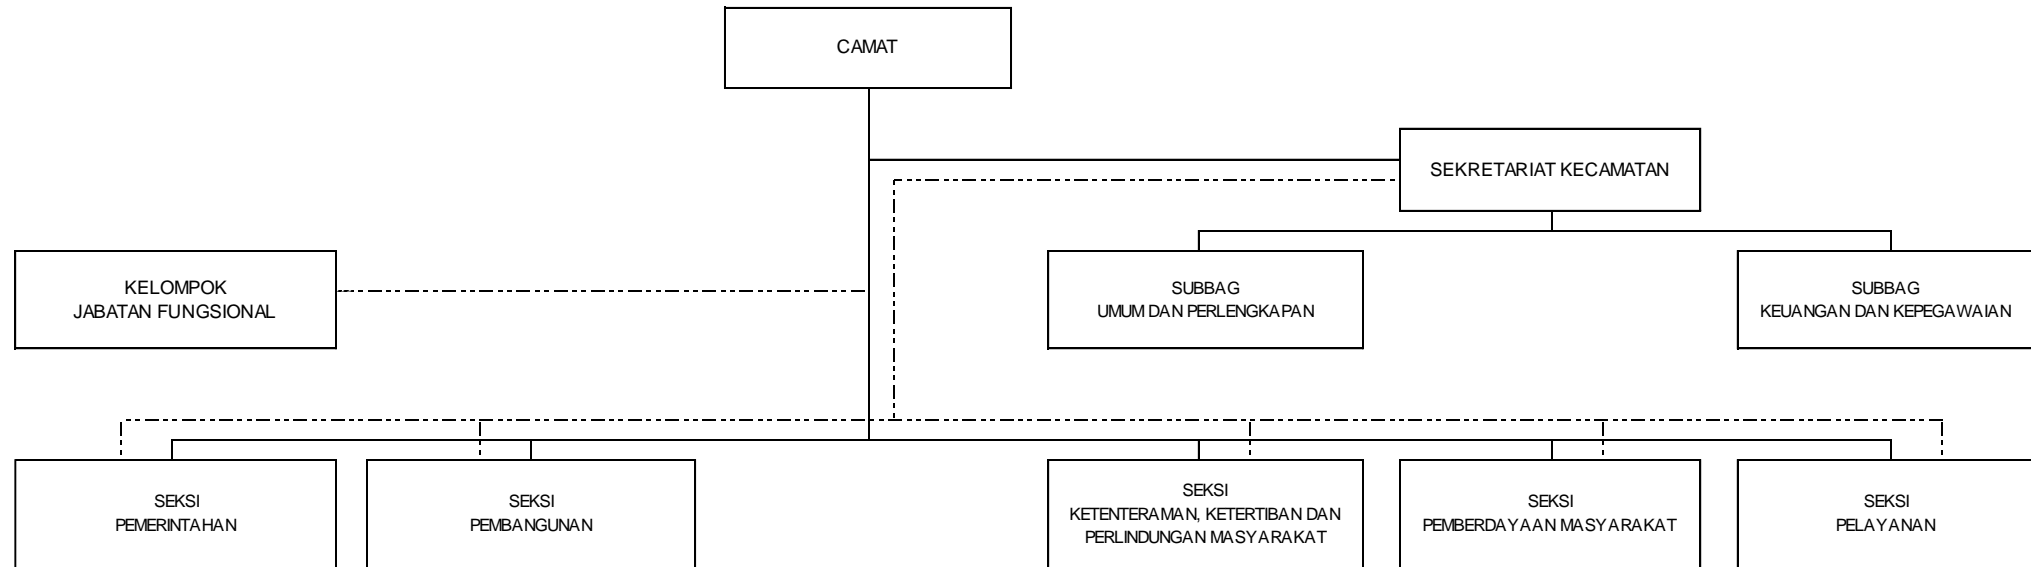 CAMAT
SEKRETARIAT KECAMATAN
KELOMPOK
JABATAN FUNGSIONAL
SUBBAG
UMUM DAN PERLENGKAPAN
SUBBAG
KEUANGAN DAN KEPEGAWAIAN
SEKSI
PEMERINTAHAN
SEKSI
PEMBANGUNAN
SEKSI
KETENTERAMAN, KETERTIBAN DAN
PERLINDUNGAN MASYARAKAT
SEKSI
PEMBERDAYAAN MASYARAKAT
SEKSI
PELAYANAN